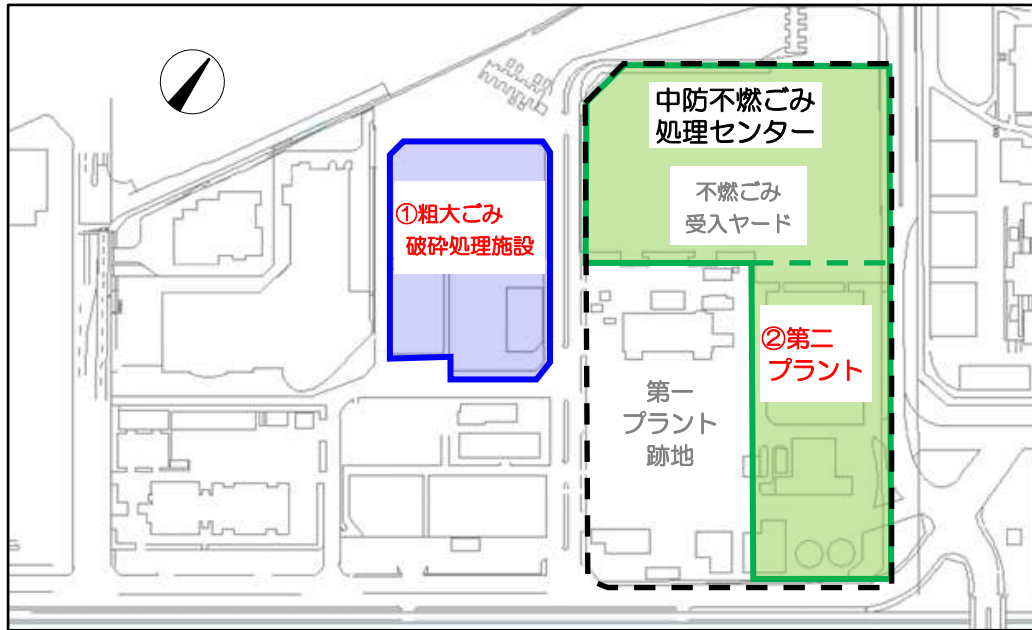 中防不燃ごみ
処理センター
不燃ごみ
受入ヤード
①粗大ごみ
破砕処理施設
②第二
プラント
第一
プラント
跡地